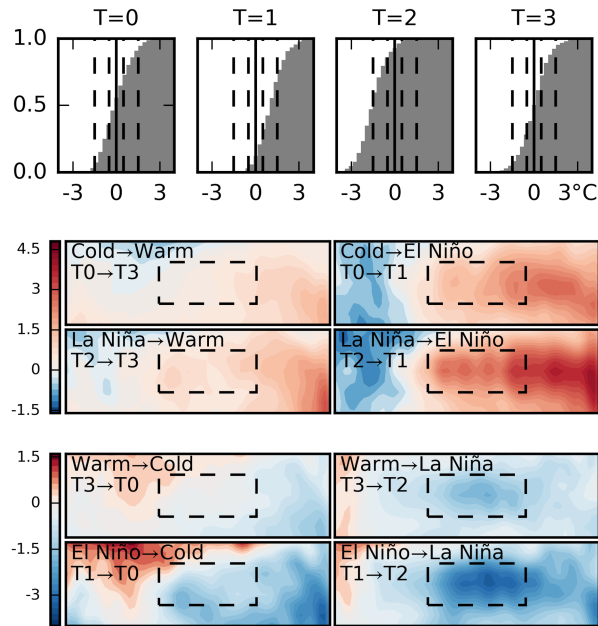 T=0 T=1 T=2 T=3
1.0
0.5
0.0
-3 0 3 -3 0 3 -3 0 3 -3 0 3°C
4.5
3
1.5
0
-1.5
Cold→Warm
T0→T3
Cold→El Niño
T0→T1
La Niña→Warm
T2→T3
La Niña→El Niño
T2→T1
1.5
0
-1.5
-3
Warm→Cold
T3→T0
Warm→La Niña
T3→T2
El Niño→Cold
T1→T0
El Niño→La Niña
T1→T2